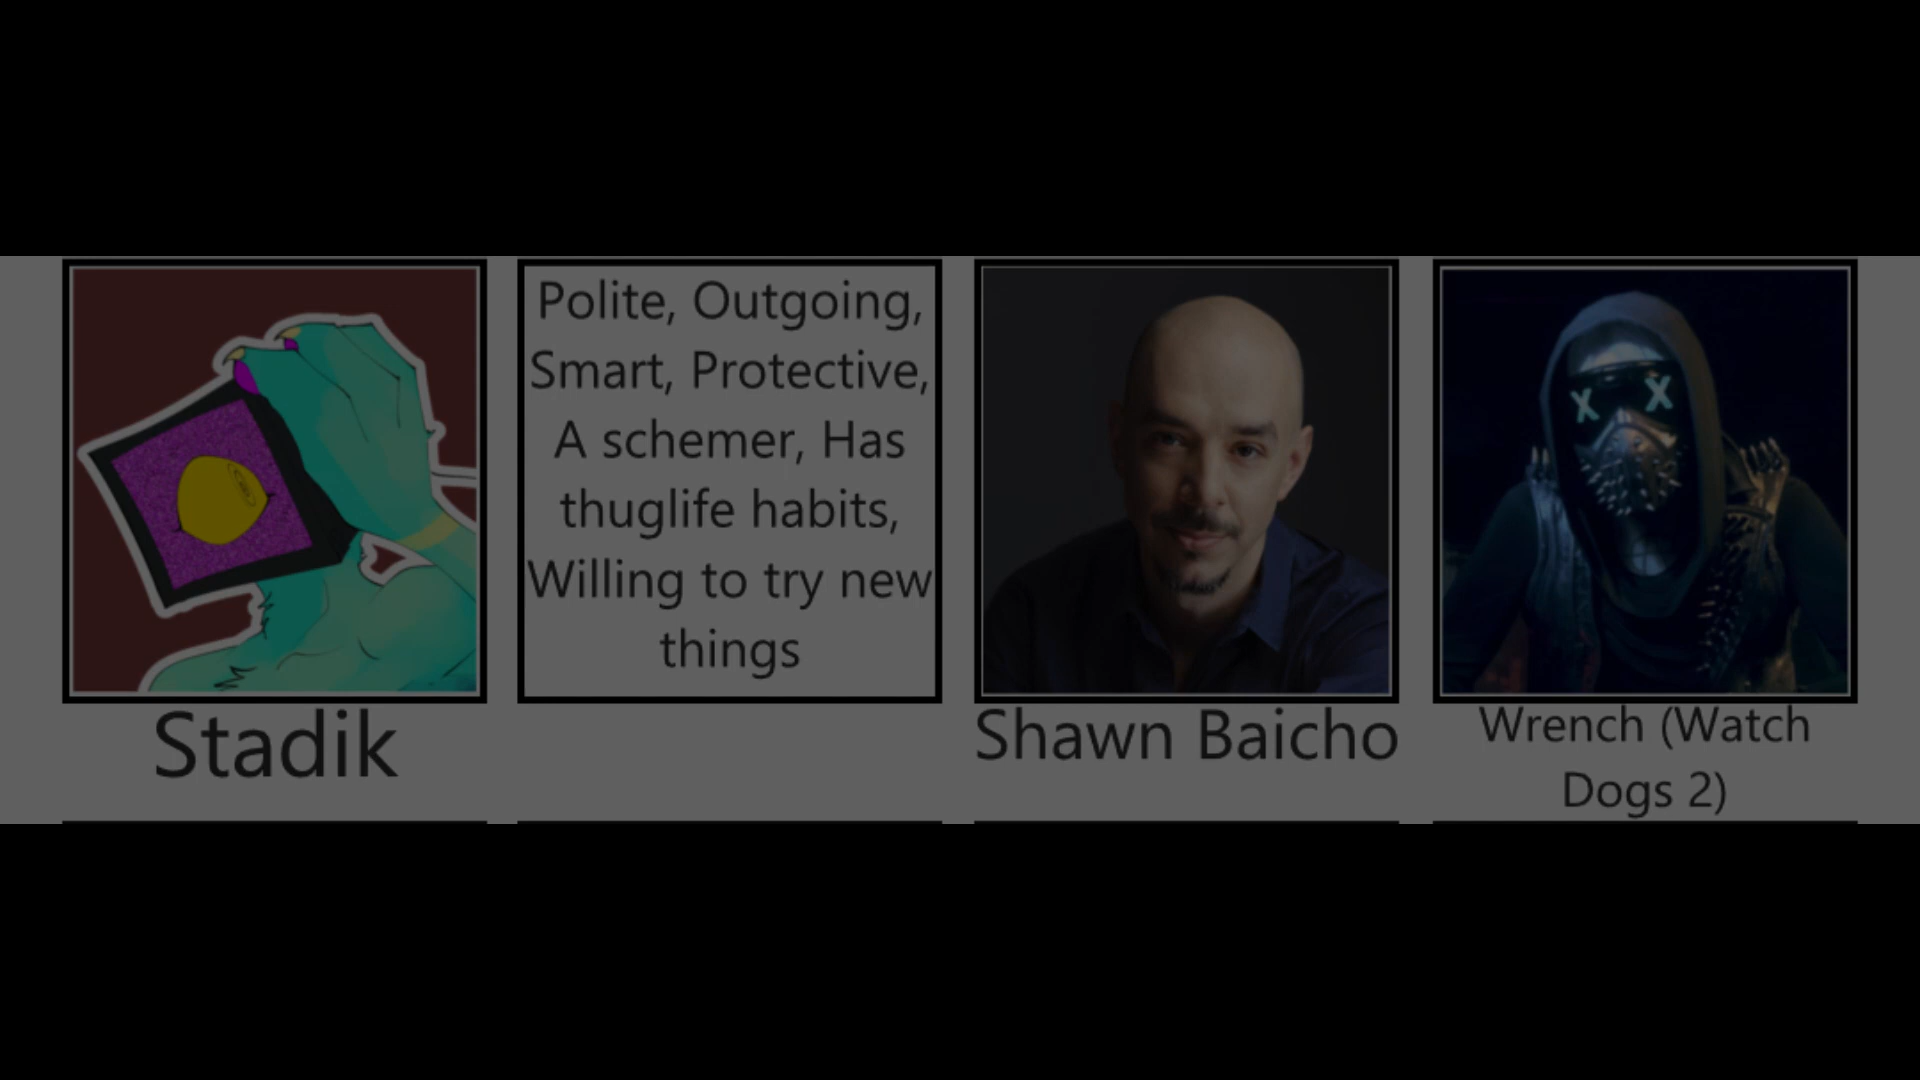 Polite, Outgoing,
Smart, Protective,
A schemer, Has
thuglife habits,
Willing to try new
things
Stadik
Shawn Baicho
Wrench (Watch
Dogs 2)